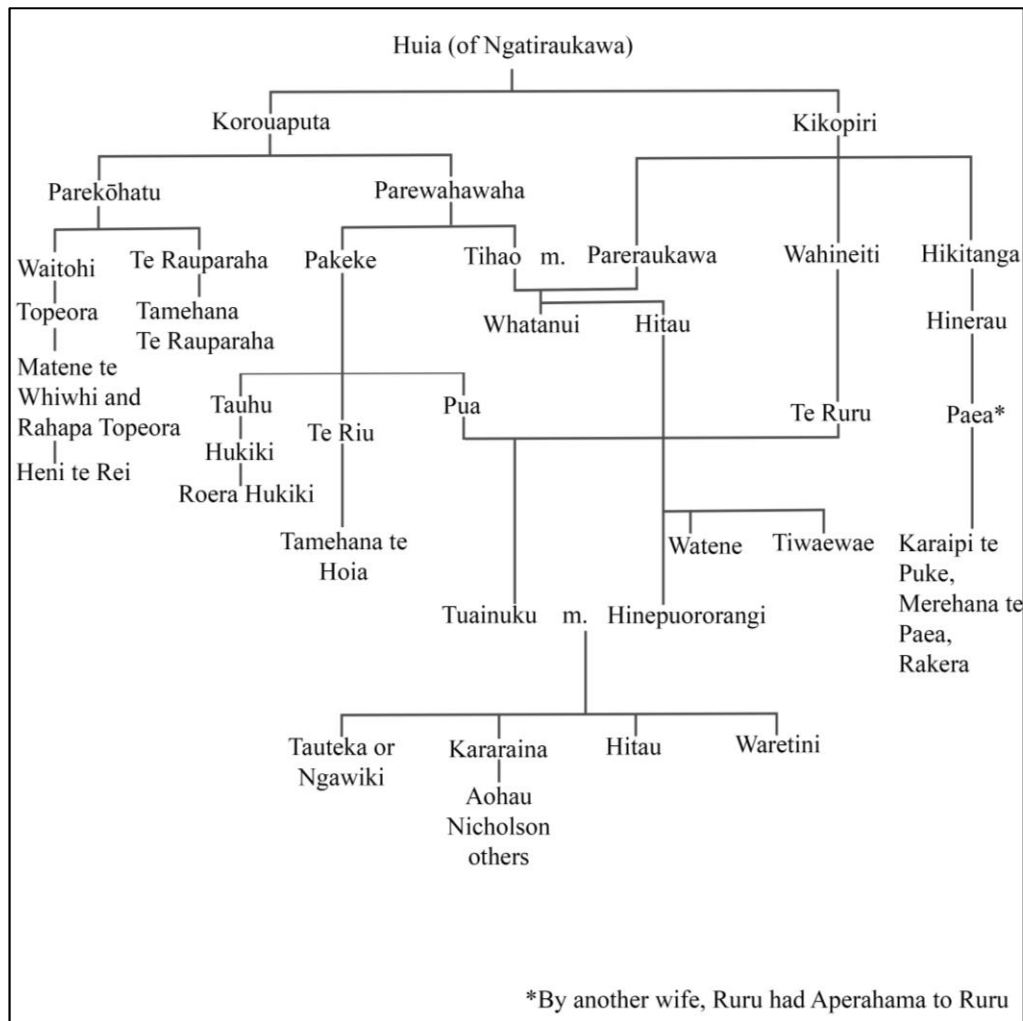 Huia (of Ngatiraukawa)
Korouaputa
Kikopiri
Parekōhatu
Parewahawaha
Waitohi
Te Rauparaha
Pakeke
Tihao m. Pareraukawa
Wahineiti
Hikitanga
Topeora
Tamehana
Te Rauparaha
Whatanui
Hitau
Hinerau
Matene te
Whiwhi and
Rahapa Topeora
Tauhu
Pua
Te Riu
Te Ruru
Paea*
Heni te Rei
Hukiki
Roera Hukiki
Tamehana te
Hoia
Watene
Tiwaewae
Karaipi te
Puke,
Merehana te
Paea,
Rakera
Tuainuku m. Hinepuororangi
Tauteka or
Ngawiki
Kararaina
Hitau
Waretini
Aohau
Nicholson
others
*By another wife, Ruru had Aperahama to Ruru